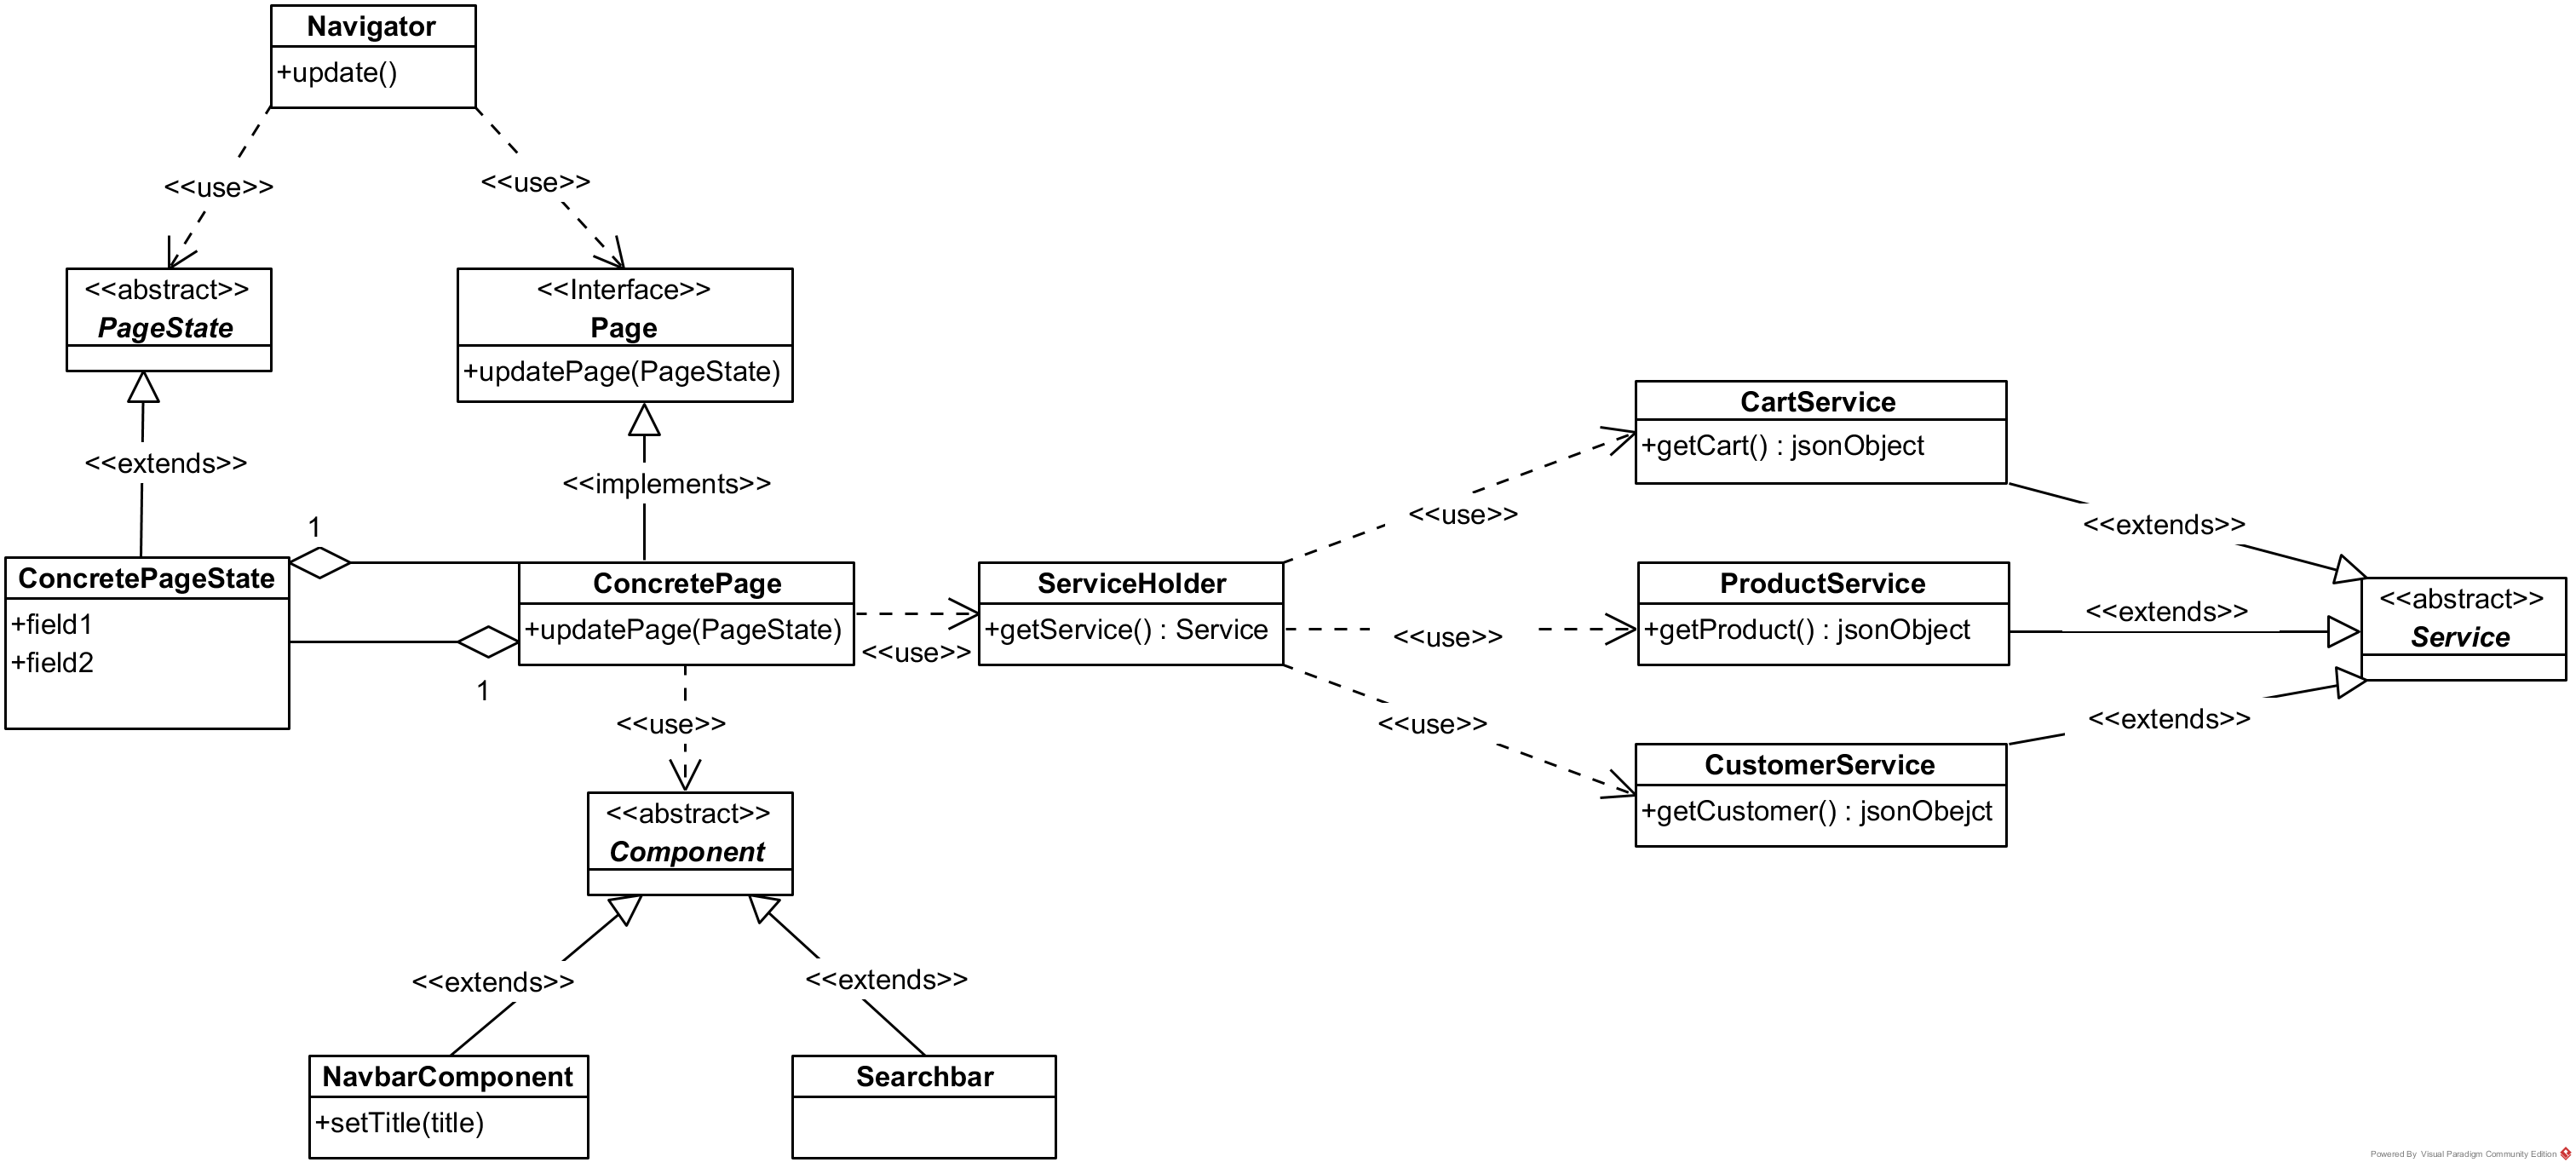 Navigator
+update()
<<use>>
<<use>>
<<abstract>>
PageState
<<Interface>>
Page
+updatePage(PageState)
<<extends>>
<<implements>>
1
ConcretePageState
+field1
+field2
1
ConcretePage
+updatePage(PageState)
<<use>>
<<use>>
ServiceHolder
+getService() : Service
<<use>>
<<use>>
<<use>>
CartService
+getCart() : jsonObject
ProductService
+getProduct() : jsonObject
CustomerService
+getCustomer() : jsonObejct
<<extends>>
<<extends>>
<<extends>>
<<abstract>>
Service
<<abstract>>
Component
<<extends>>
<<extends>>
NavbarComponent
+setTitle(title)
Searchbar
Powered By Visual Paradigm Community Edition